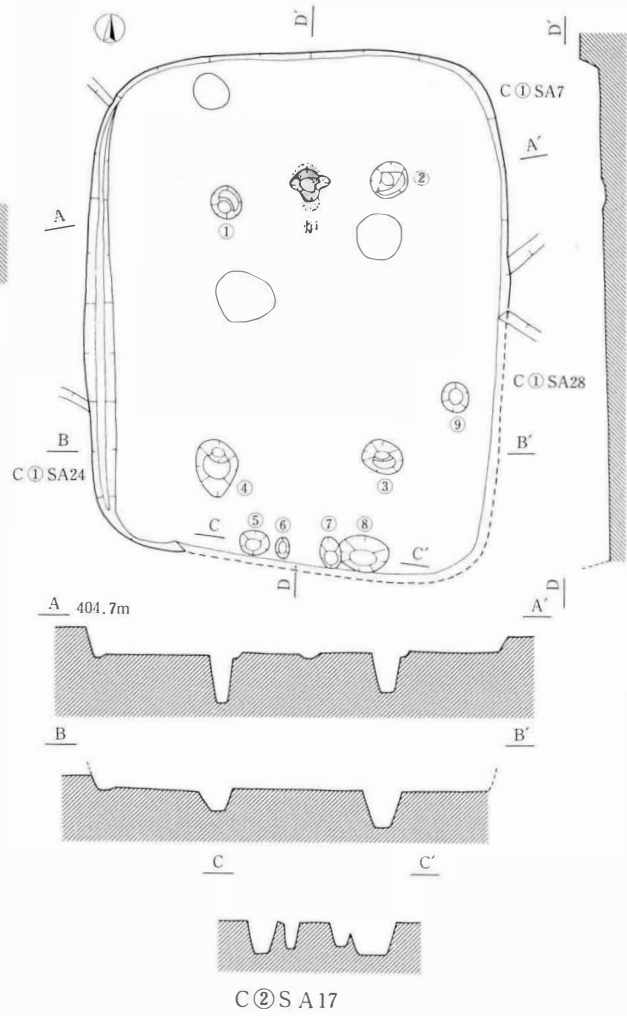 D′
D′
C①SA7
A′
A
①
②
C①SA28
⑨
B
B′
C①SA24
④
③
C
⑤
⑥
⑦
⑧
C′
D
D
A 404.7m
A′
B
B′
C
C′
C②SA17